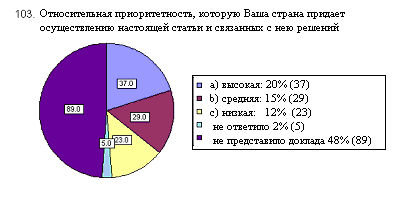 103. Относительная приоритетность, которую Ваша страна придает
осуществлению настоящей статьи и связанных с нею решений
37.0
29.0
23.0
5.0
89.0
a) высокая: 20% (37)
b) средняя: 15% (29)
c) низкая: 12% (23)
не ответило 2% (5)
не представило доклада 48% (89)